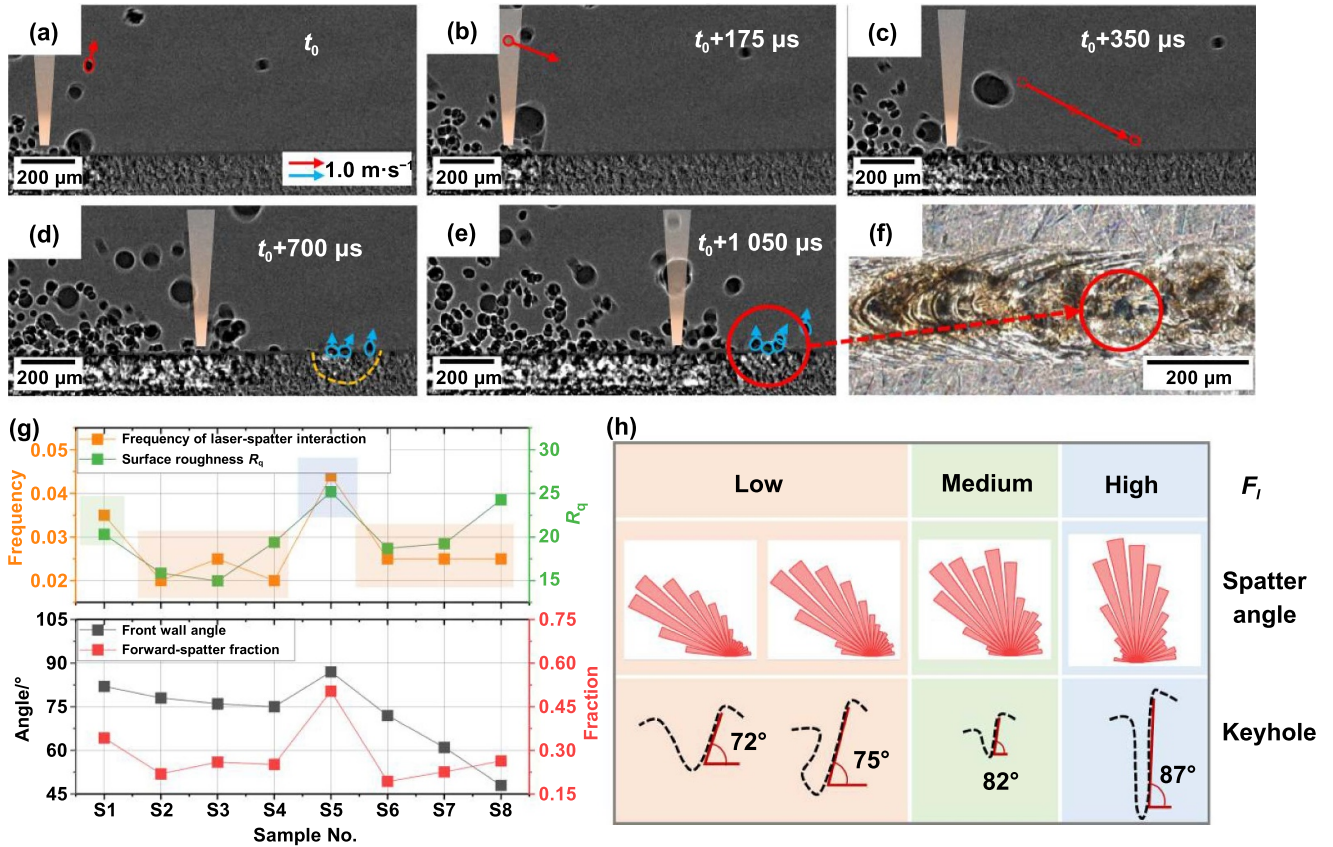 (a)
t₀
200 µm
1.0 m·s⁻¹
(b)
t₀+175 µs
200 µm
(c)
t₀+350 µs
200 µm
(d)
t₀+700 µs
200 µm
(e)
t₀+1 050 µs
200 µm
(f)
200 µm
(g)
Frequency of laser-spatter interaction
Surface roughness Rq
0.05
0.04
0.03
0.02
Frequency
30
25
20
15
Rq
Front wall angle
Forward-spatter fraction
105
90
75
60
45
Angle/°
0.75
0.60
0.45
0.30
0.15
Fraction
S1 S2 S3 S4 S5 S6 S7 S8
Sample No.
(h)
Low Medium High F_l
Spatter
angle
72° 75° 82° 87°
Keyhole